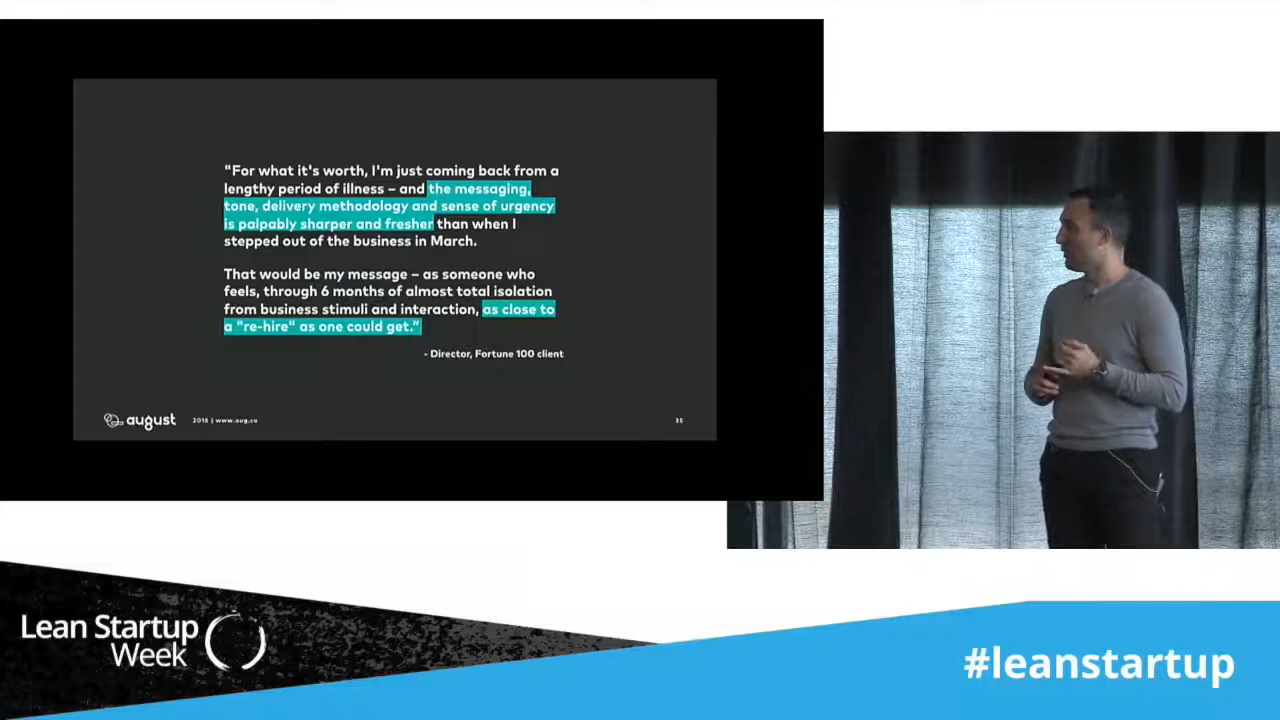 "For what it's worth, I'm just coming back from a
lengthy period of illness – and the messaging,
tone, delivery methodology and sense of urgency
is palpably sharper and fresher than when I
stepped out of the business in March.
That would be my message – as someone who
feels, through 6 months of almost total isolation
from business stimuli and interaction, as close to
a "re-hire" as one could get."
- Director, Fortune 100 client
august
2016 | www.aug.co
35
Lean Startup
Week
#leanstartup